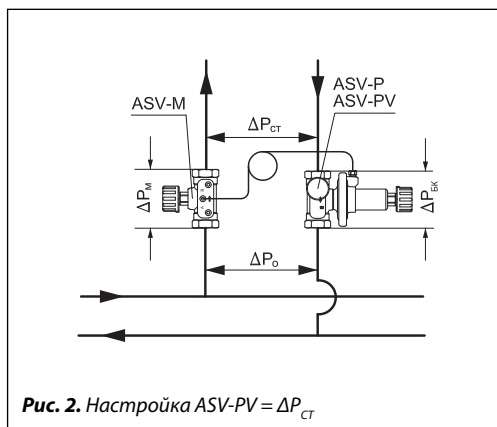 ASV-P
ASV-PV
ASV-M
ΔPст
ΔPм
ΔPБК
ΔPо
Рис. 2. Настройка ASV-PV = ΔPСТ